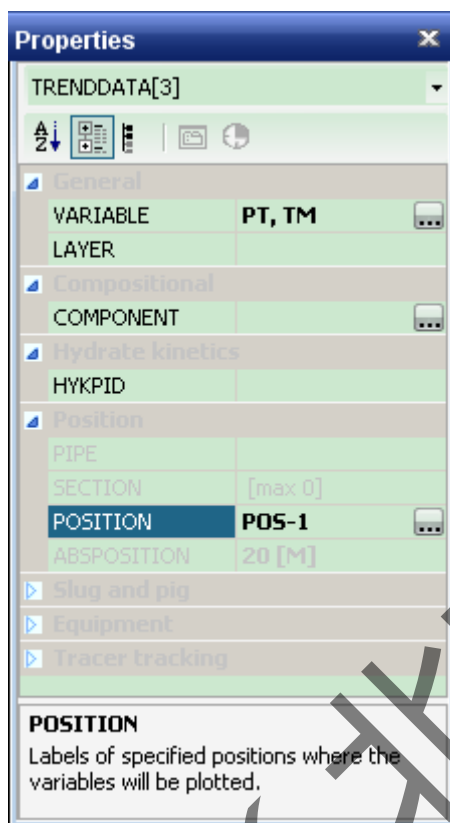 Properties
TRENDDATA[3]
General
VARIABLE PT, TM ...
LAYER
Compositional
COMPONENT ...
Hydrate kinetics
HYKPID
Position
PIPE
SECTION [max 0]
POSITION POS-1 ...
ABSPOSITION 20 [M]
Slug and pig
Equipment
Tracer tracking
POSITION
Labels of specified positions where the
variables will be plotted.